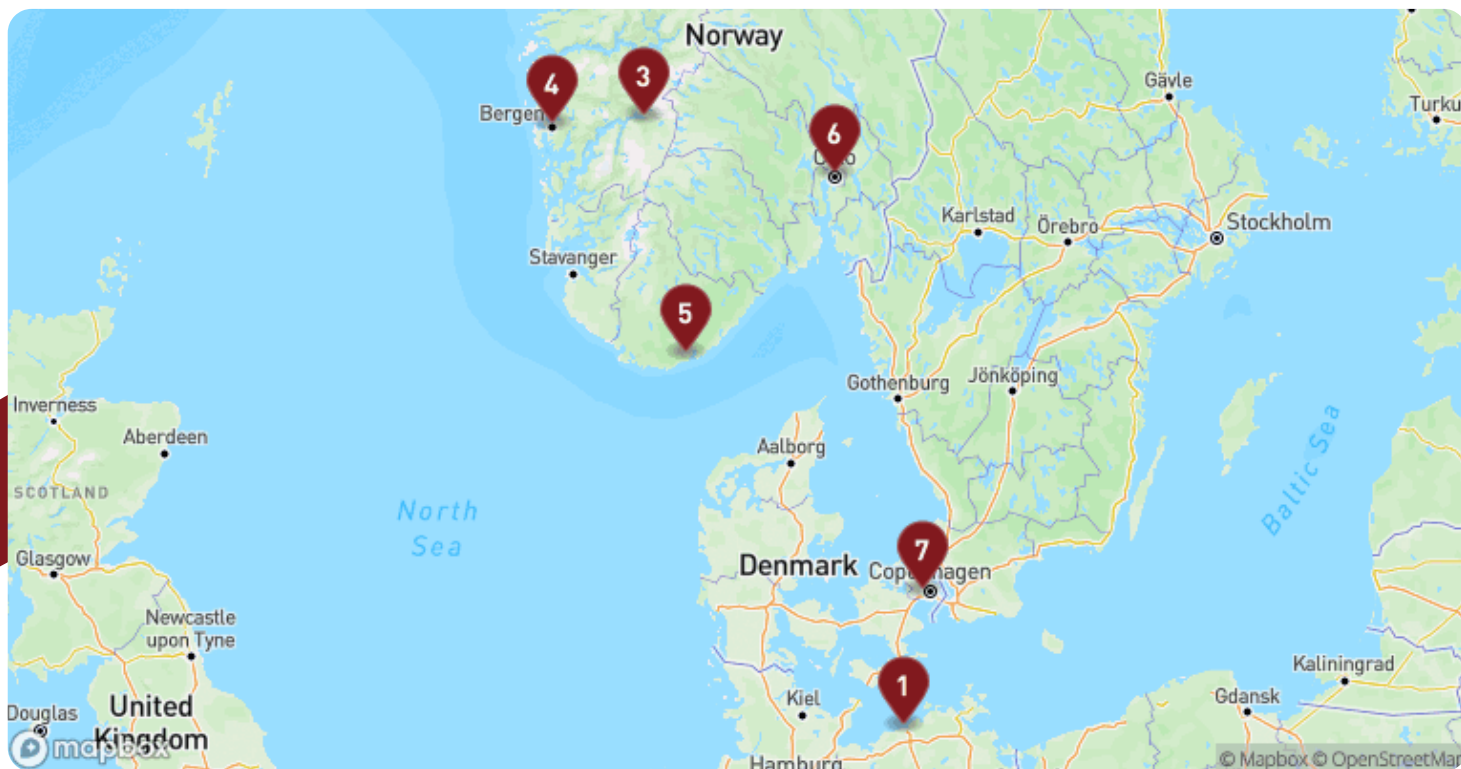 Norway
4
3
Bergen
6
Gävle
Turku
Karlstad
Örebro
Stockholm
Stavanger
5
Gothenburg
Jönköping
Inverness
Aberdeen
Aalborg
SCOTLAND
North
Sea
Baltic Sea
Glasgow
7
Denmark
Copenhagen
Newcastle
upon Tyne
Kaliningrad
1
Kiel
Gdansk
Douglas
United
Kingdom
mapbox
Hamburg
© Mapbox © OpenStreetMap